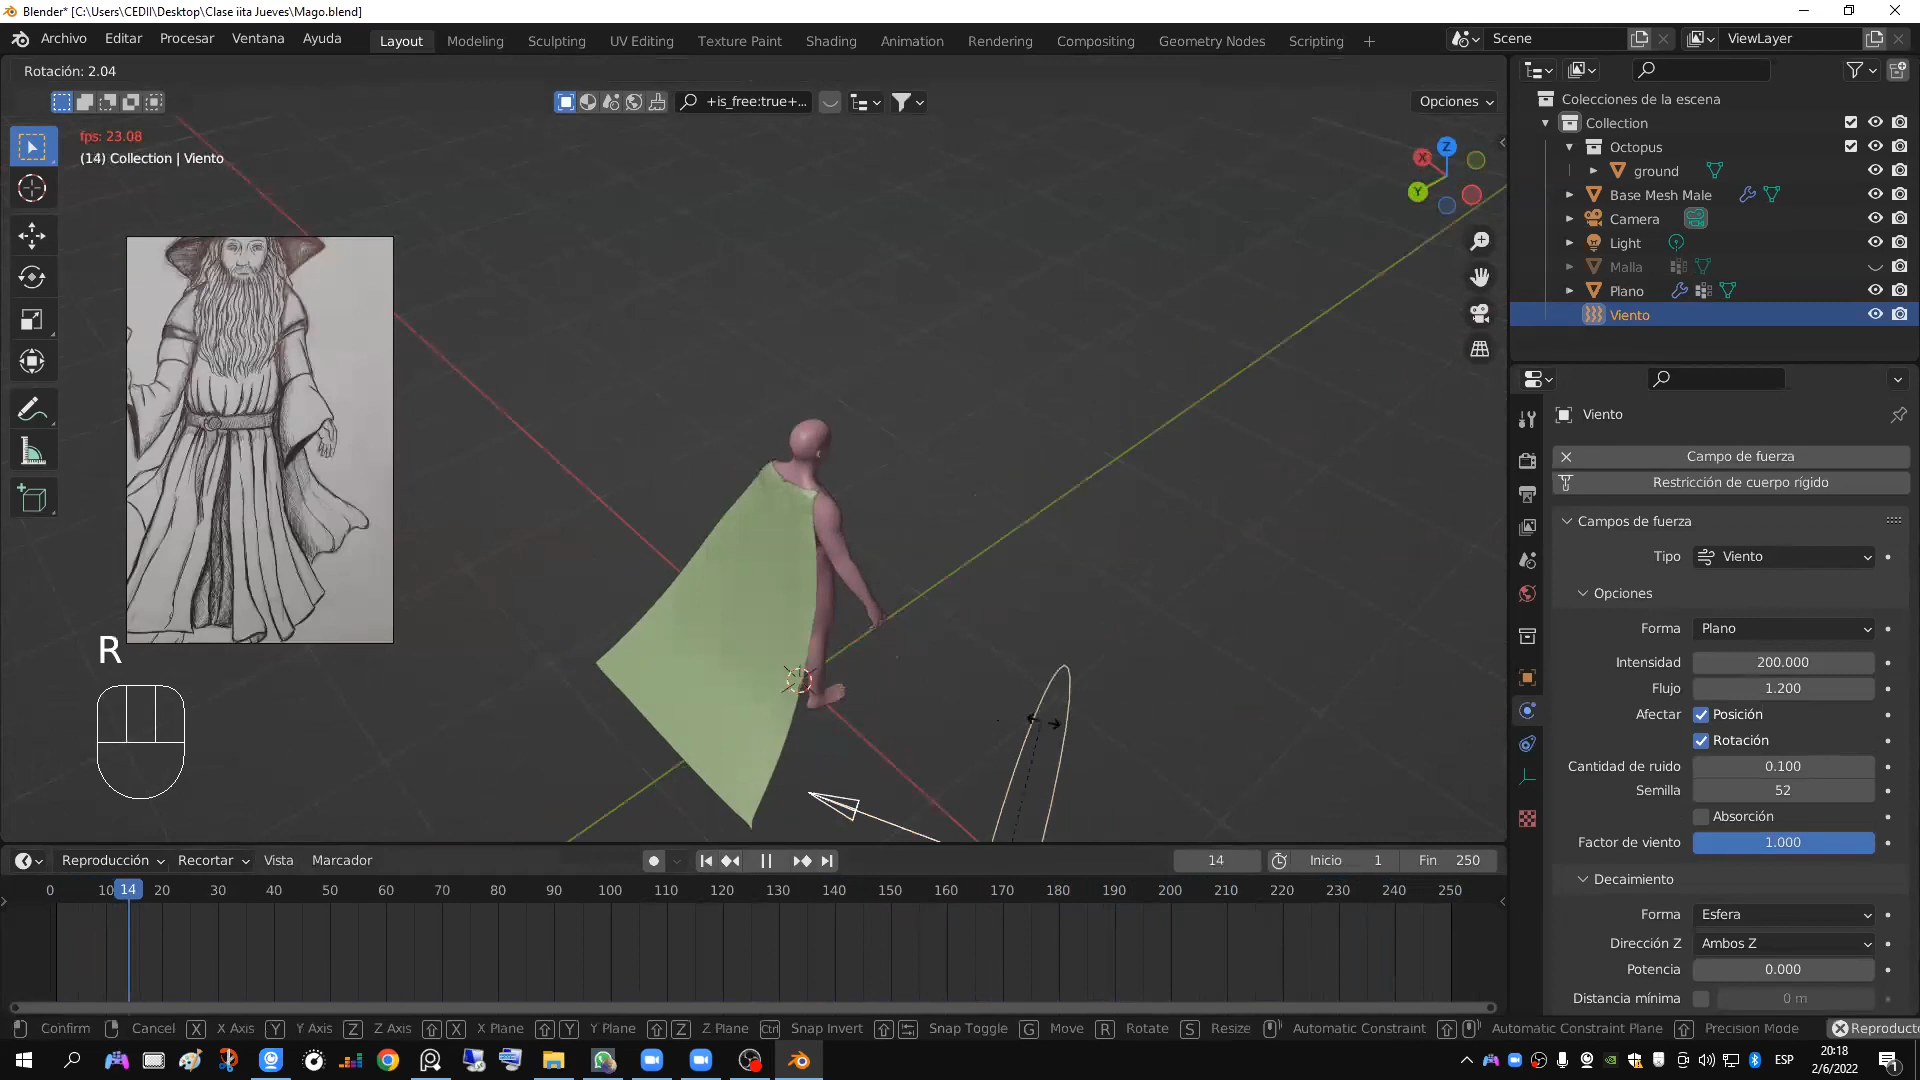 Blender* [C:\Users\CEDII\Desktop\Clase iita Jueves\Mago.blend]
Archivo Editar Procesar Ventana Ayuda
Layout Modeling Sculpting UV Editing Texture Paint Shading Animation Rendering Compositing Geometry Nodes Scripting
Scene
ViewLayer
Rotación: 2.04
+is_free:true+...
Opciones
fps: 23.08
(14) Collection | Viento
X
Y
Z
R
Colecciones de la escena
Collection
Octopus
ground
Base Mesh Male
Camera
Light
Malla
Plano
Viento
Viento
Campo de fuerza
Restricción de cuerpo rígido
Campos de fuerza
Tipo Viento
Opciones
Forma Plano
Intensidad 200.000
Flujo 1.200
Afectar Posición
Rotación
Cantidad de ruido 0.100
Semilla 52
Absorción
Factor de viento 1.000
Decaimiento
Forma Esfera
Dirección Z Ambos Z
Potencia 0.000
Distancia mínima 0 m
Reproducción Recortar Vista Marcador
14
Inicio 1
Fin 250
0 10 14 20 30 40 50 60 70 80 90 100 110 120 130 140 150 160 170 180 190 200 210 220 230 240 250
Confirm Cancel X X Axis Y Y Axis Z Z Axis X X Plane Y Y Plane Z Z Plane Ctrl Snap Invert Snap Toggle G Move R Rotate S Resize Automatic Constraint Automatic Constraint Plane Precision Mode Reproducto
ESP
20:18
2/6/2022
1